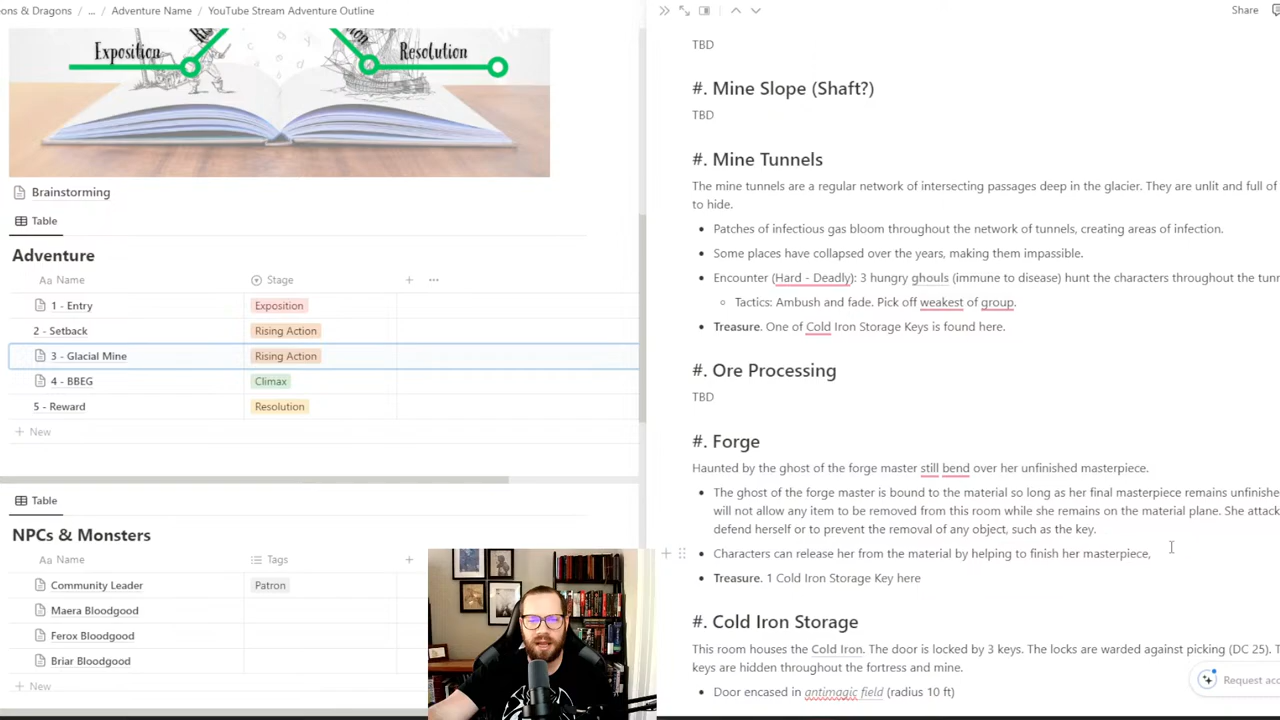 ons & Dragons / ... / Adventure Name / YouTube Stream Adventure Outline
Exposition
Resolution
Brainstorming
Table
Adventure
Aa Name
Stage
1 - Entry
Exposition
2 - Setback
Rising Action
3 - Glacial Mine
Rising Action
4 - BBEG
Climax
5 - Reward
Resolution
+ New
Table
NPCs & Monsters
Aa Name
Tags
Community Leader
Patron
Maera Bloodgood
Ferox Bloodgood
Briar Bloodgood
+ New
Share
TBD
#. Mine Slope (Shaft?)
TBD
#. Mine Tunnels
The mine tunnels are a regular network of intersecting passages deep in the glacier. They are unlit and full of
to hide.
• Patches of infectious gas bloom throughout the network of tunnels, creating areas of infection.
• Some places have collapsed over the years, making them impassible.
• Encounter (Hard - Deadly): 3 hungry ghouls (immune to disease) hunt the characters throughout the tunn
◦ Tactics: Ambush and fade. Pick off weakest of group.
• Treasure. One of Cold Iron Storage Keys is found here.
#. Ore Processing
TBD
#. Forge
Haunted by the ghost of the forge master still bend over her unfinished masterpiece.
• The ghost of the forge master is bound to the material so long as her final masterpiece remains unfinishe
will not allow any item to be removed from this room while she remains on the material plane. She attack
defend herself or to prevent the removal of any object, such as the key.
• Characters can release her from the material by helping to finish her masterpiece,
• Treasure. 1 Cold Iron Storage Key here
#. Cold Iron Storage
This room houses the Cold Iron. The door is locked by 3 keys. The locks are warded against picking (DC 25). T
keys are hidden throughout the fortress and mine.
• Door encased in antimagic field (radius 10 ft)
Request acc